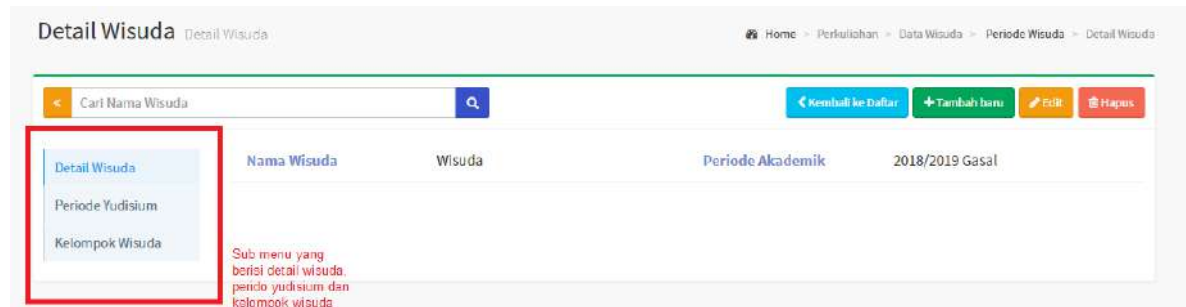 Detail Wisuda Detail Wisuda
Home > Perkuliahan > Data Wisuda > Periode Wisuda > Detail Wisuda
< Cari Nama Wisuda
Kembali ke Daftar + Tambah baru Edit Hapus
Detail Wisuda
Periode Yudisium
Kelompok Wisuda
Nama Wisuda Wisuda Periode Akademik 2018/2019 Gasal
Sub menu yang
berisi detail wisuda,
perido yudisium dan
kelompok wisuda